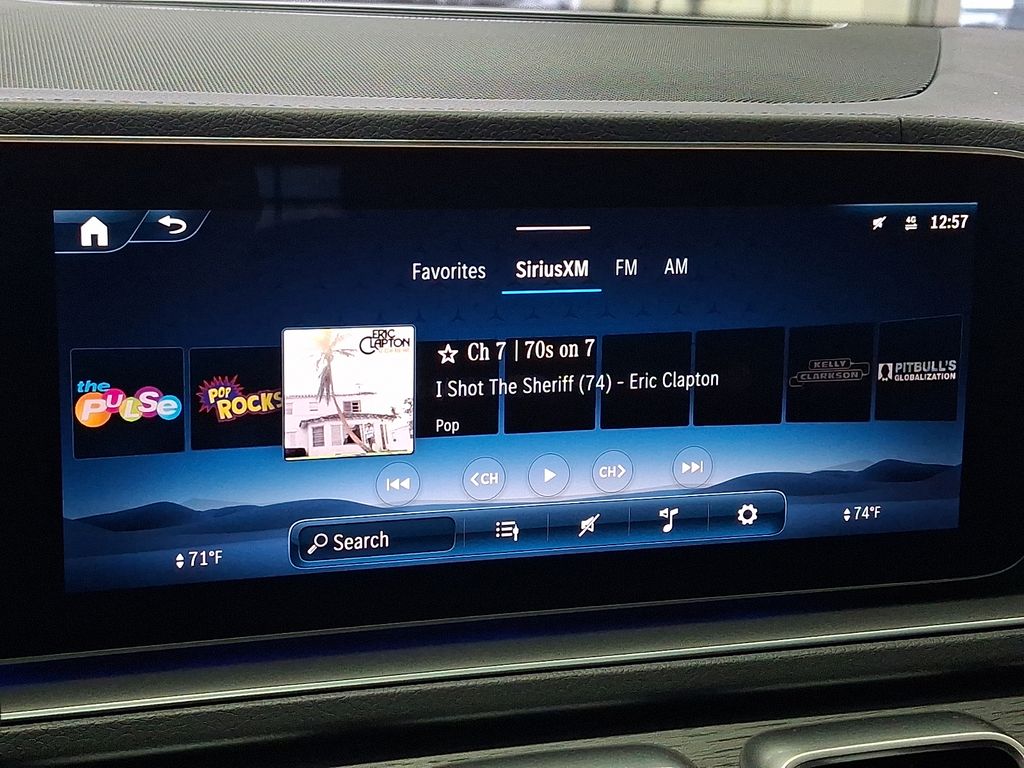 4G
12:57
Favorites SiriusXM FM AM
the PULSE
POP ROCKS
ERIC CLAPTON
Ch 7 | 70s on 7
I Shot The Sheriff (74) - Eric Clapton
Pop
KELLY CLARKSON
PITBULL'S GLOBALIZATION
<CH
CH>
71°F
Search
74°F